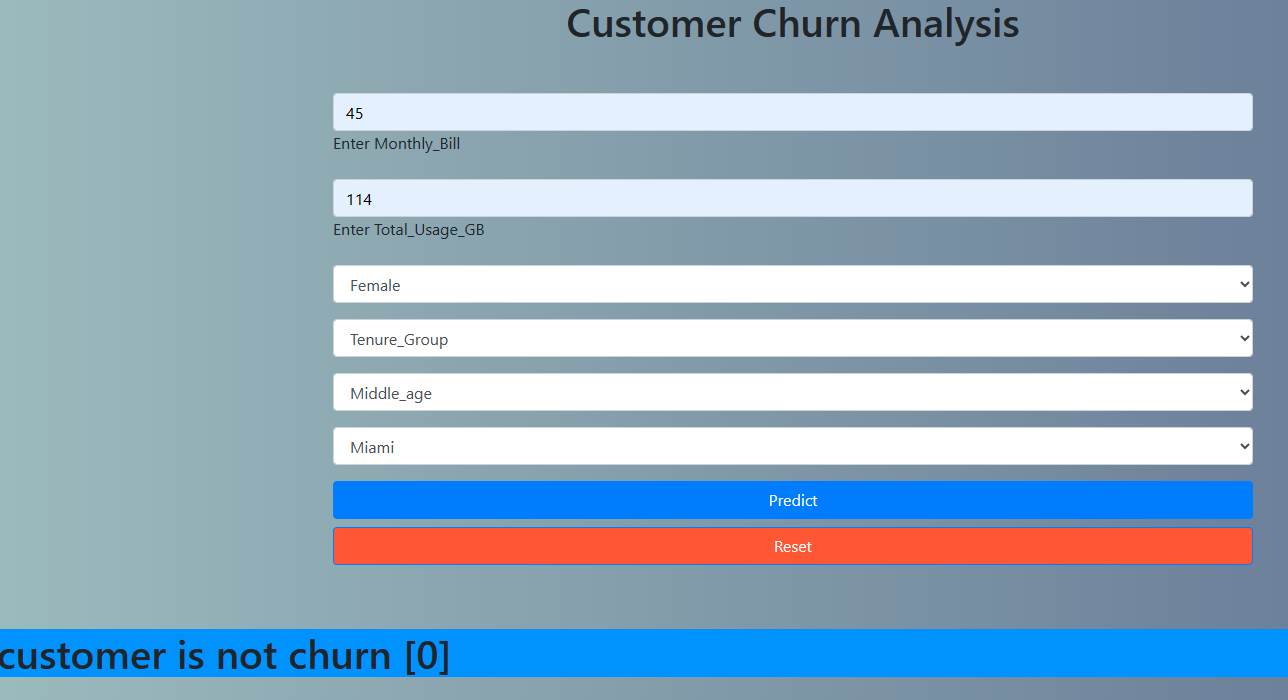 Customer Churn Analysis
45
Enter Monthly_Bill
114
Enter Total_Usage_GB
Female
Tenure_Group
Middle_age
Miami
Predict
Reset
customer is not churn [0]